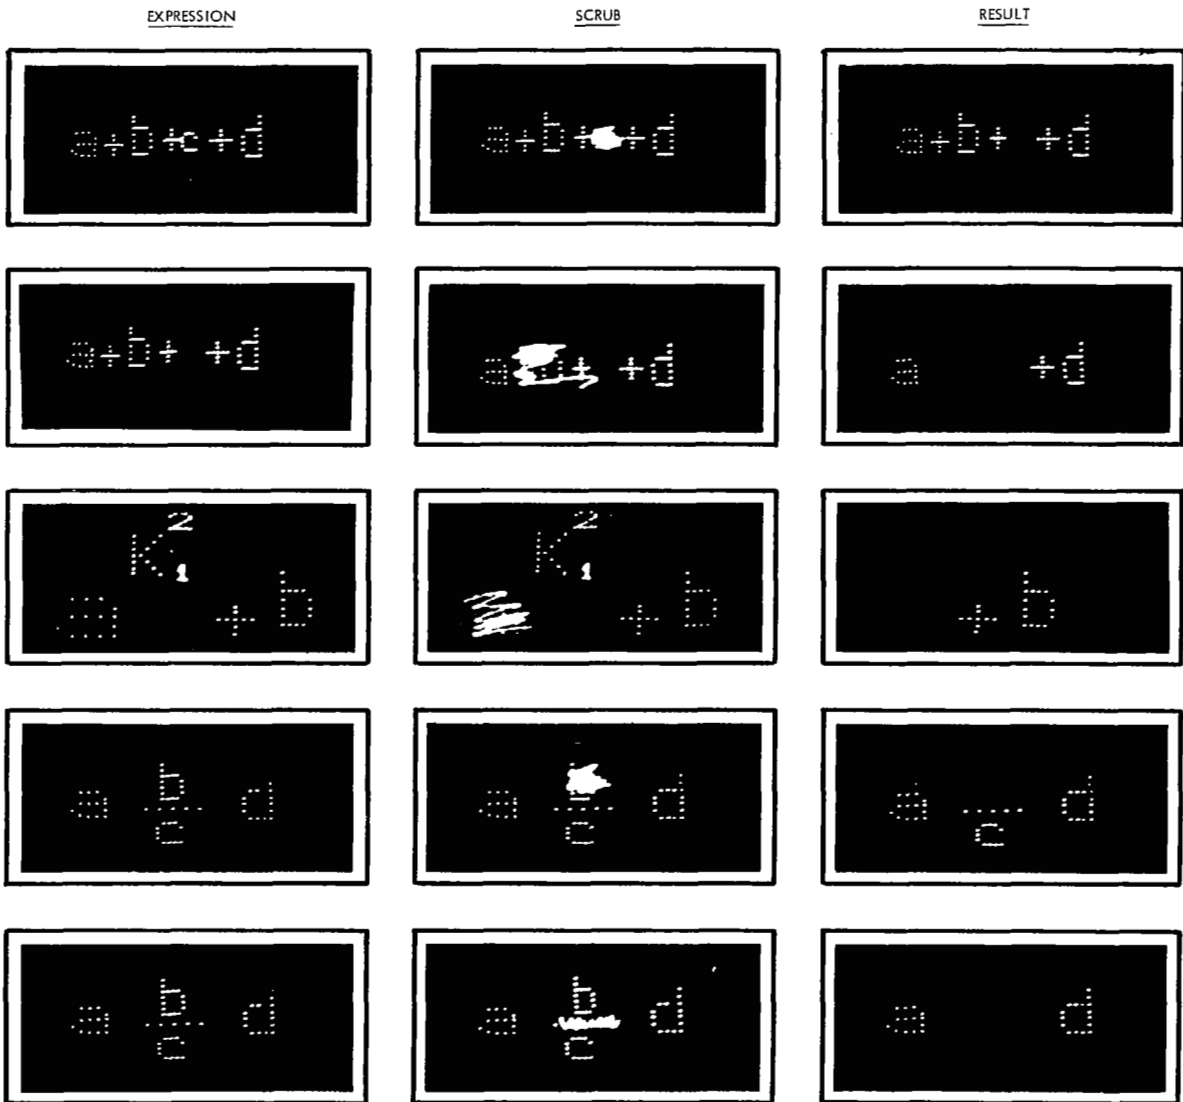 EXPRESSION SCRUB RESULT
a+b+c+d a+b+ +d a+b+ +d
a+b+ +d a + +d a +d
K 2 1 a + b K 2 1 + b + b
a b c d a c d a c d
a b c d a b c d a d